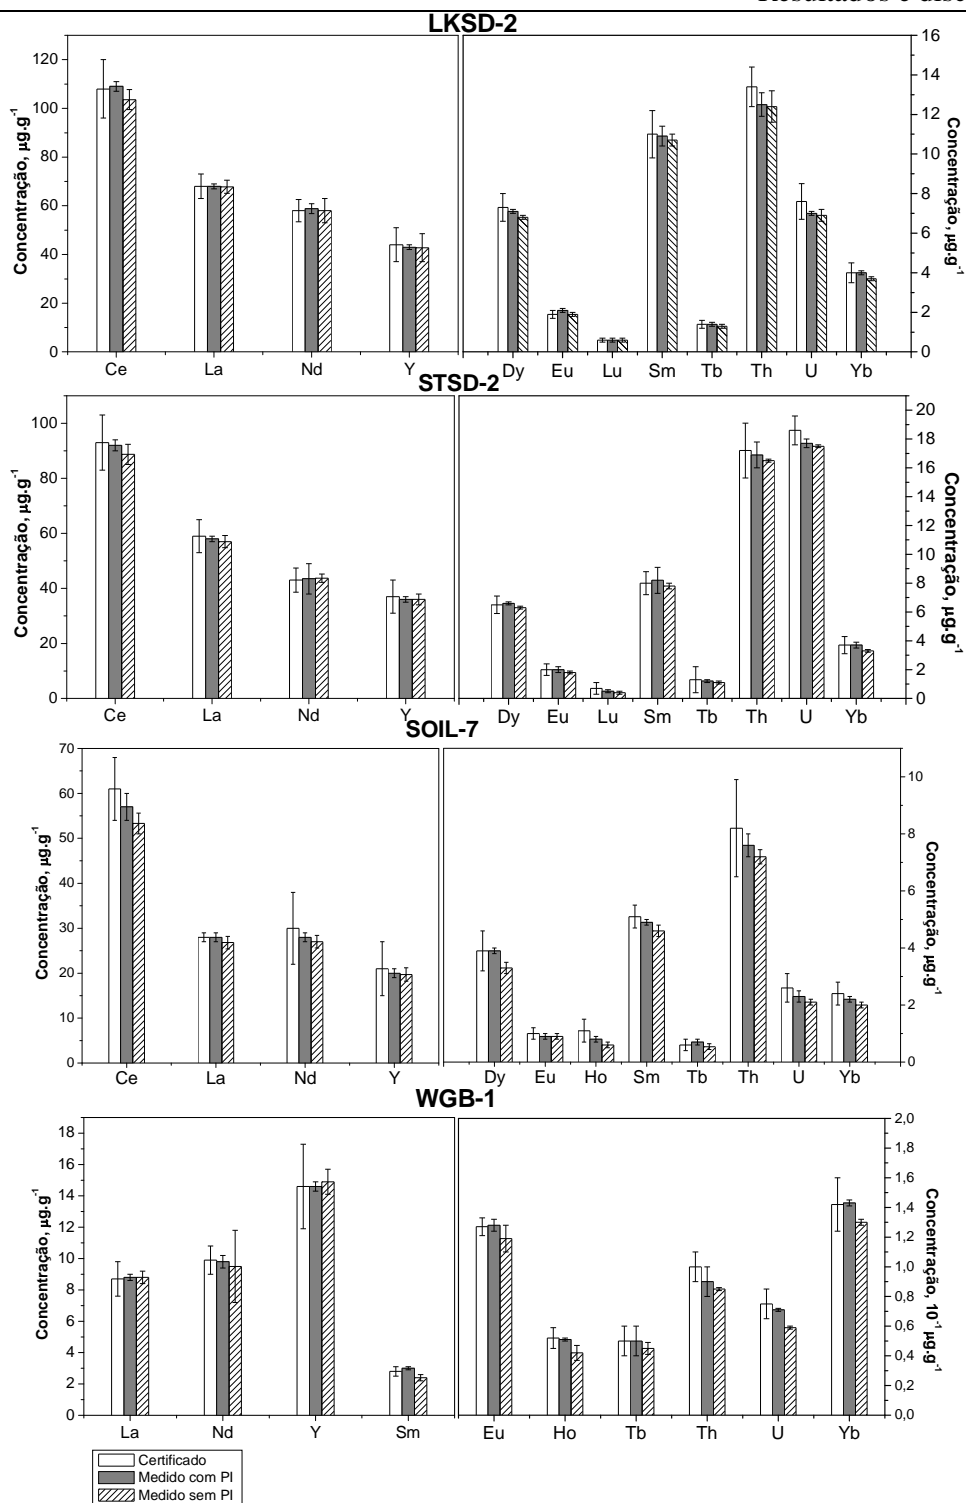 Resultados e disc
LKSD-2
120
100
80
60
40
20
0
Concentração, µg.g-1
Ce La Nd Y
16
14
12
10
8
6
4
2
0
Concentração, µg.g-1
Dy Eu Lu Sm Tb Th U Yb
STSD-2
100
80
60
40
20
0
Concentração, µg.g-1
Ce La Nd Y
20
18
16
14
12
10
8
6
4
2
0
Concentração, µg.g-1
Dy Eu Lu Sm Tb Th U Yb
SOIL-7
70
60
50
40
30
20
10
0
Concentração, µg.g-1
Ce La Nd Y
10
8
6
4
2
0
Concentração, µg.g-1
Dy Eu Ho Sm Tb Th U Yb
WGB-1
18
16
14
12
10
8
6
4
2
0
Concentração, µg.g-1
La Nd Y Sm
2,0
1,8
1,6
1,4
1,2
1,0
0,8
0,6
0,4
0,2
0,0
Concentração, 10-1 µg.g-1
Eu Ho Tb Th U Yb
Certificado
Medido com PI
Medido sem PI